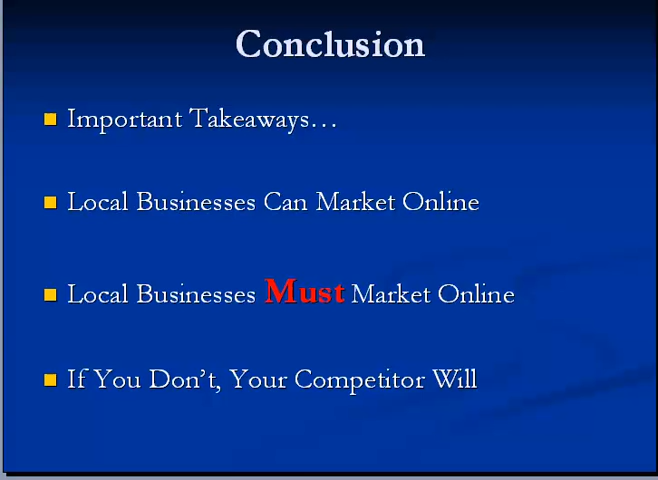 Conclusion
Important Takeaways…
Local Businesses Can Market Online
Local Businesses Must Market Online
If You Don’t, Your Competitor Will